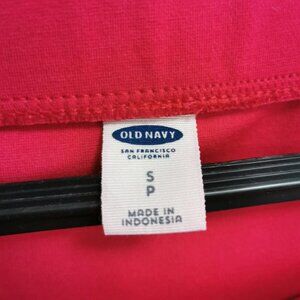 OLD NAVY
SAN FRANCISCO
CALIFORNIA
S
P
MADE IN
INDONESIA